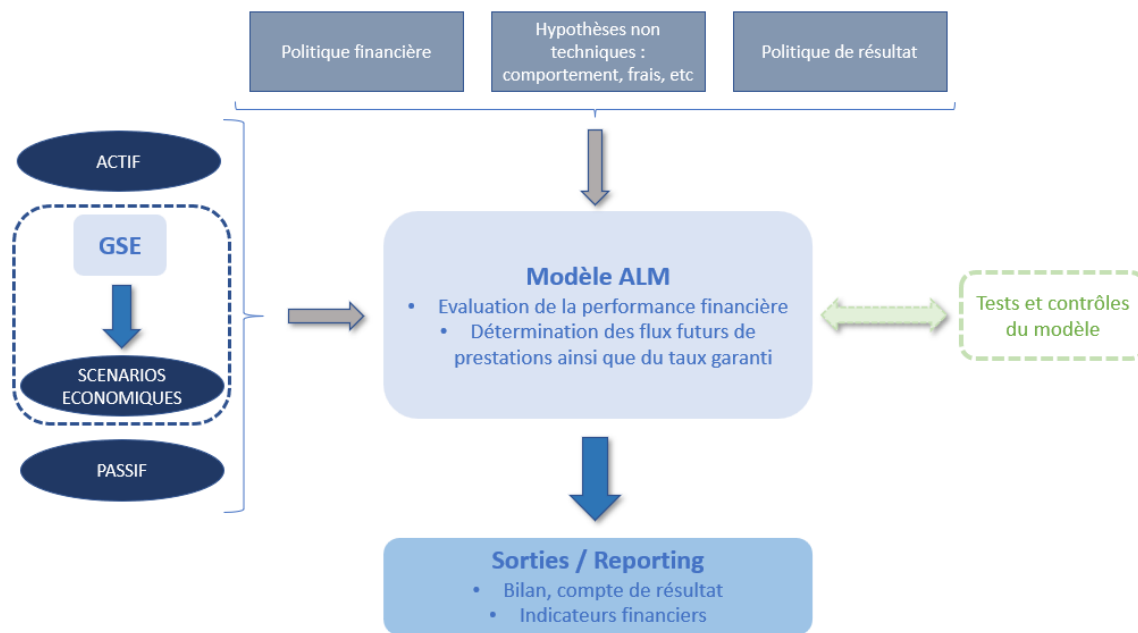 Politique financière
Hypothèses non
techniques :
comportement, frais, etc
Politique de résultat
ACTIF
GSE
SCENARIOS
ECONOMIQUES
PASSIF
Modèle ALM
• Evaluation de la performance financière
• Détermination des flux futurs de
prestations ainsi que du taux garanti
Tests et contrôles
du modèle
Sorties / Reporting
• Bilan, compte de résultat
• Indicateurs financiers